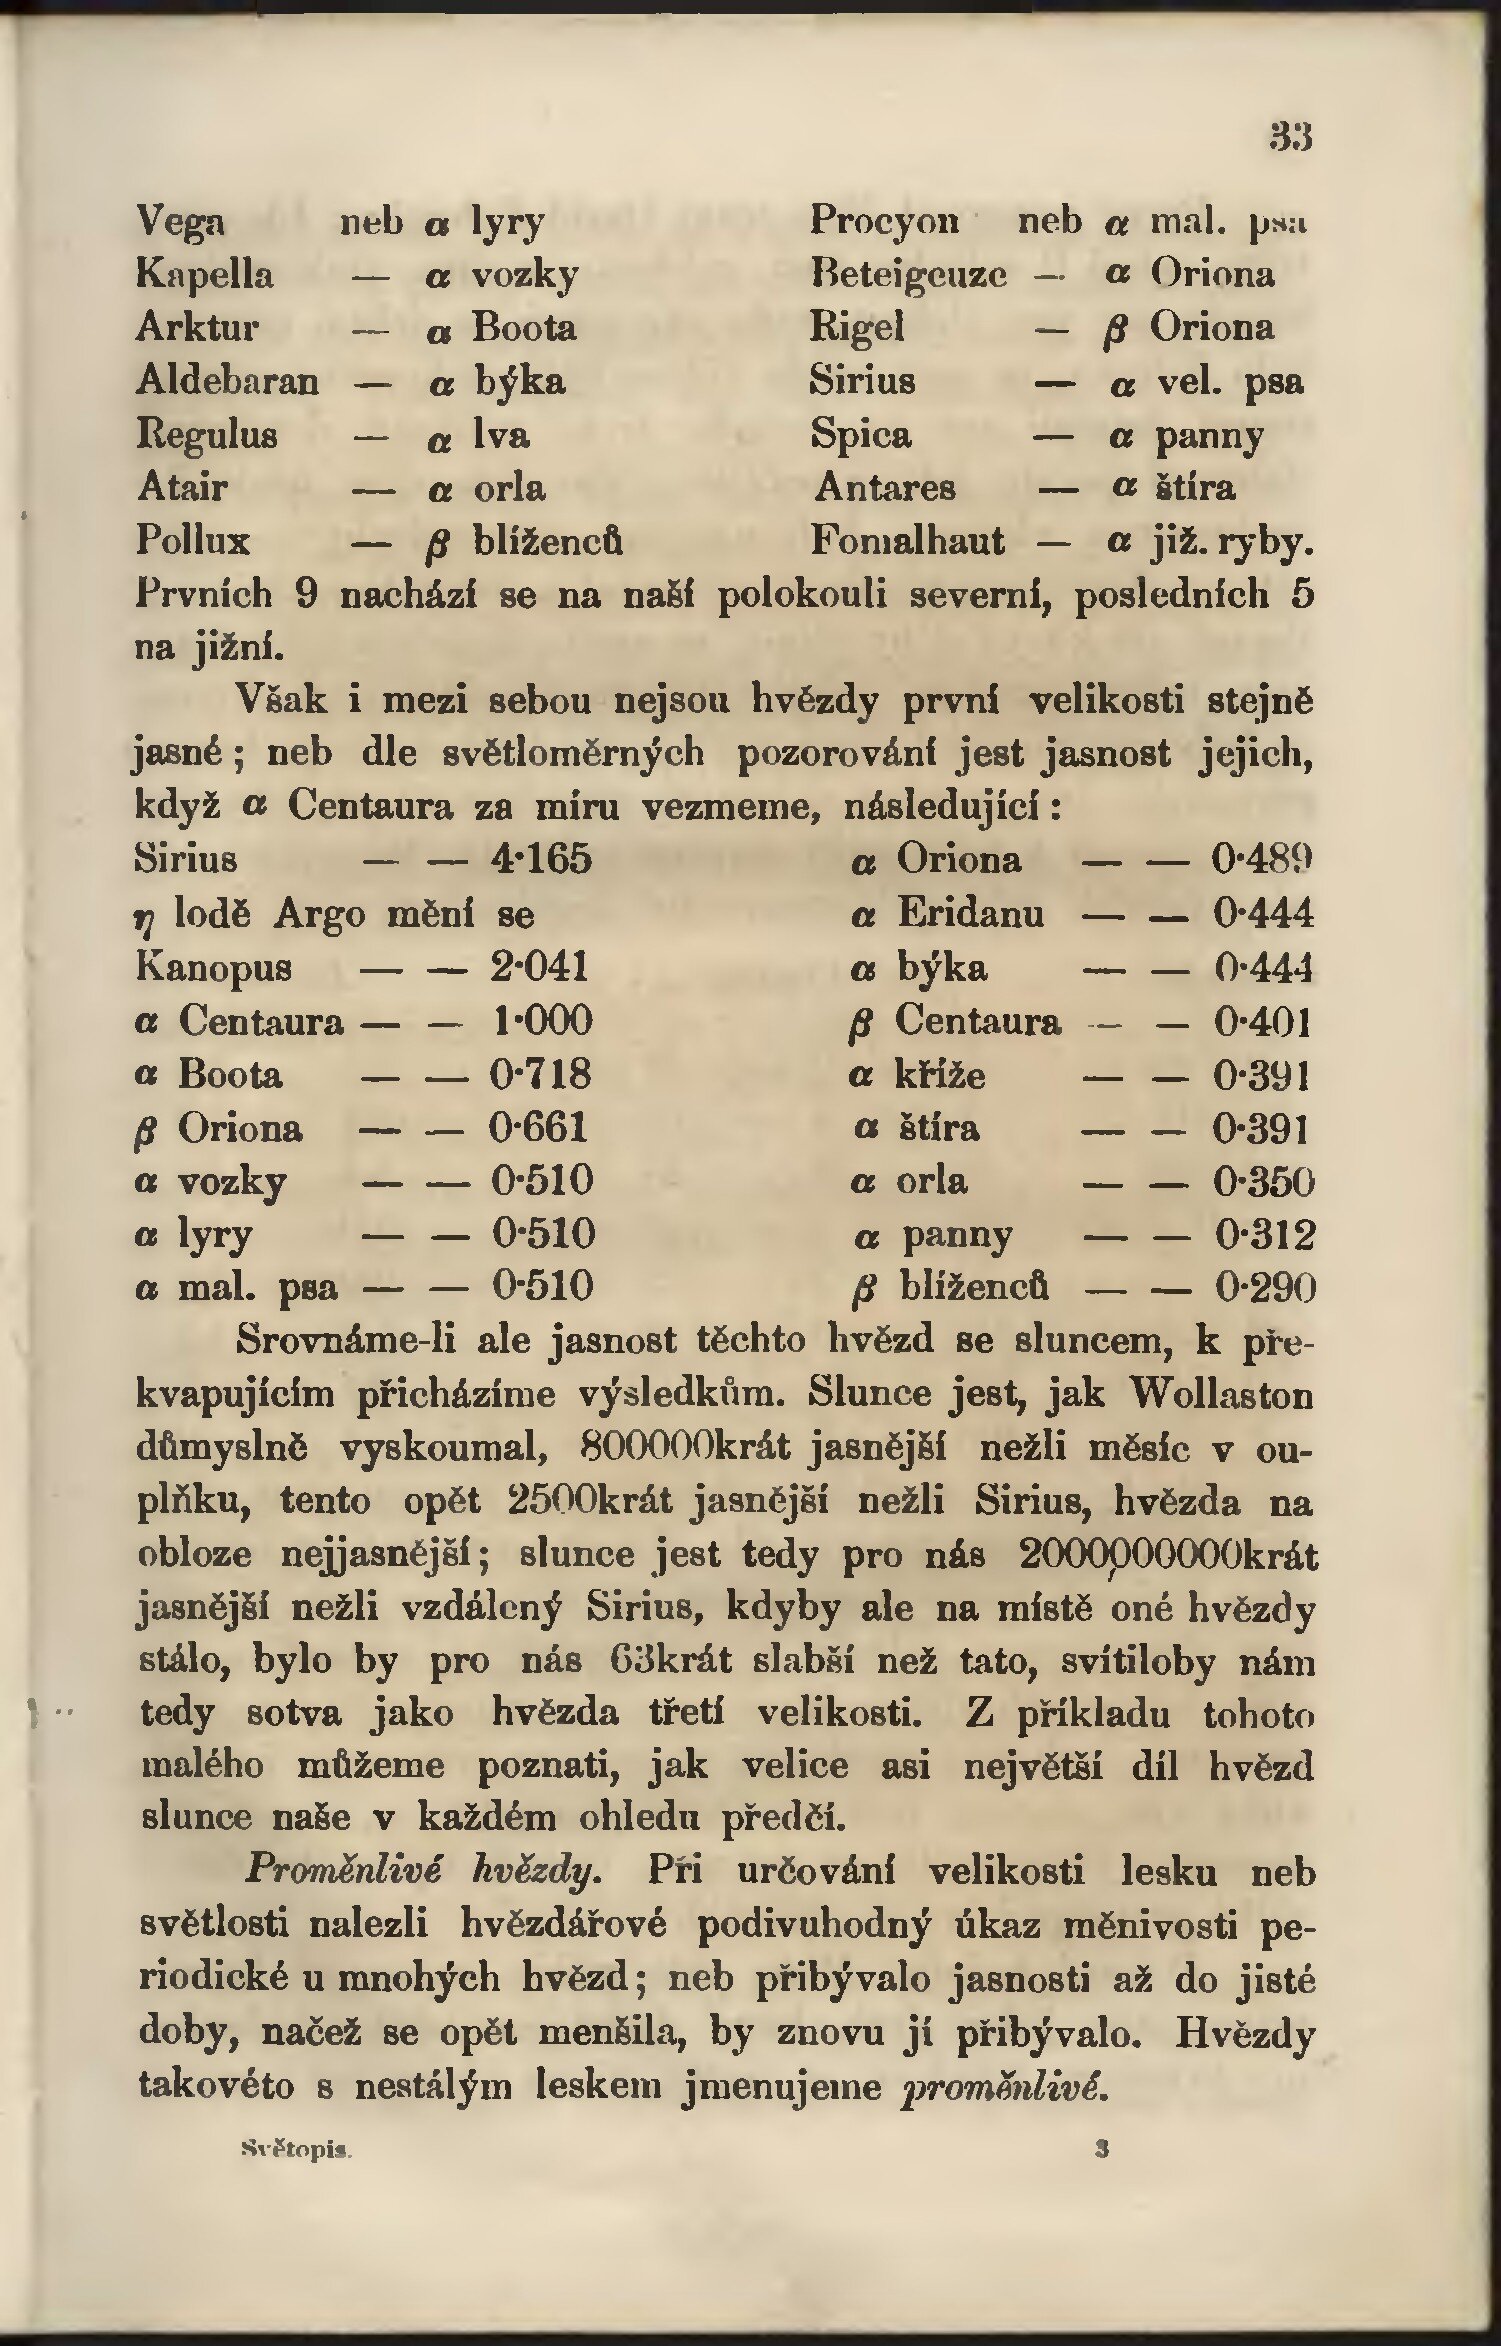 33
Vega neb α lyry Procyon neb α mal. psa
Kapella — α vozky Beteigeuze — α Oriona
Arktur — α Boota Rigel — β Oriona
Aldebaran — α býka Sirius — α vel. psa
Regulus — α lva Spica — α panny
Atair — α orla Antares — α štíra
Pollux — β blíženců Fomalhaut — α již. ryby.
Prvních 9 nachází se na naší polokouli severní, posledních 5
na jižní.
Však i mezi sebou nejsou hvězdy první velikosti stejně
jasné; neb dle světloměrných pozorování jest jasnost jejich,
když α Centaura za míru vezmeme, následující:
Sirius — — 4·165 α Oriona — — 0·489
η lodě Argo mění se α Eridanu — — 0·444
Kanopus — — 2·041 α býka — — 0·444
α Centaura — — 1·000 β Centaura — — 0·401
α Boota — — 0·718 α kříže — — 0·391
β Oriona — — 0·661 α štíra — — 0·391
α vozky — — 0·510 α orla — — 0·350
α lyry — — 0·510 α panny — — 0·312
α mal. psa — — 0·510 β blíženců — — 0·290
Srovnáme-li ale jasnost těchto hvězd se sluncem, k pře-
kvapujícím přicházíme výsledkům. Slunce jest, jak Wollaston
důmyslně vyskoumal, 800000krát jasnější nežli měsíc v ou-
plňku, tento opět 2500krát jasnější nežli Sirius, hvězda na
obloze nejjasnější; slunce jest tedy pro nás 2000000000krát
jasnější nežli vzdálený Sirius, kdyby ale na místě oné hvězdy
stálo, bylo by pro nás 63krát slabší než tato, svítiloby nám
tedy sotva jako hvězda třetí velikosti. Z příkladu tohoto
malého můžeme poznati, jak velice asi největší díl hvězd
slunce naše v každém ohledu předčí.
Proměnlivé hvězdy. Při určování velikosti lesku neb
světlosti nalezli hvězdářové podivuhodný úkaz měnivosti pe-
riodické u mnohých hvězd; neb přibývalo jasnosti až do jisté
doby, načež se opět menšila, by znovu jí přibývalo. Hvězdy
takovéto s nestálým leskem jmenujeme proměnlivé.
Světopis. 3